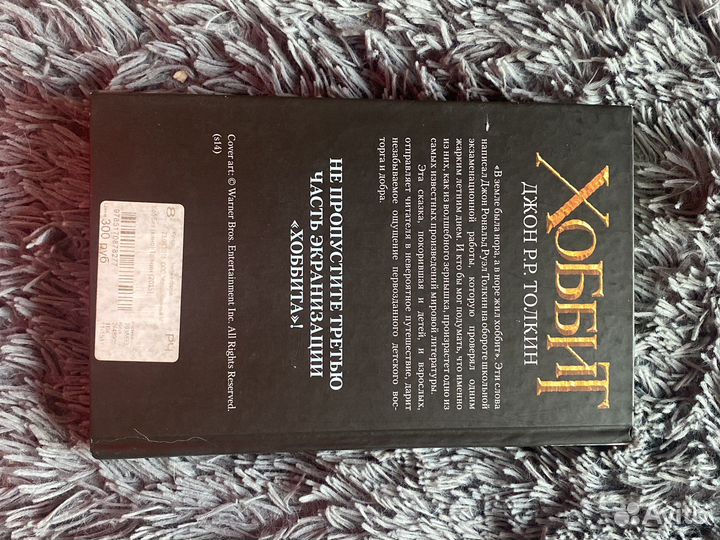 ХОББИТ
ДЖОН Р.Р. ТОЛКИН
«В земле была нора, а в норе жил хоббит». Эти слова
написал Джон Рональд Руэл Толкин на обороте школьной
экзаменационной работы, которую проверял одним
жарким летним днем. И кто бы мог подумать, что именно
из них, как из волшебного зернышка, произрастет одно из
самых известных произведений мировой литературы.
Эта сказка, покорившая и детей, и взрослых,
отправляет читателя в невероятное путешествие, дарит
незабываемое ощущение первозданного детского вос-
торга и добра.
НЕ ПРОПУСТИТЕ ТРЕТЬЮ
ЧАСТЬ ЭКРАНИЗАЦИИ
«ХОББИТА»!
Cover art: © Warner Bros. Entertainment Inc. All Rights Reserved.
(s14)
300 руб
Avito